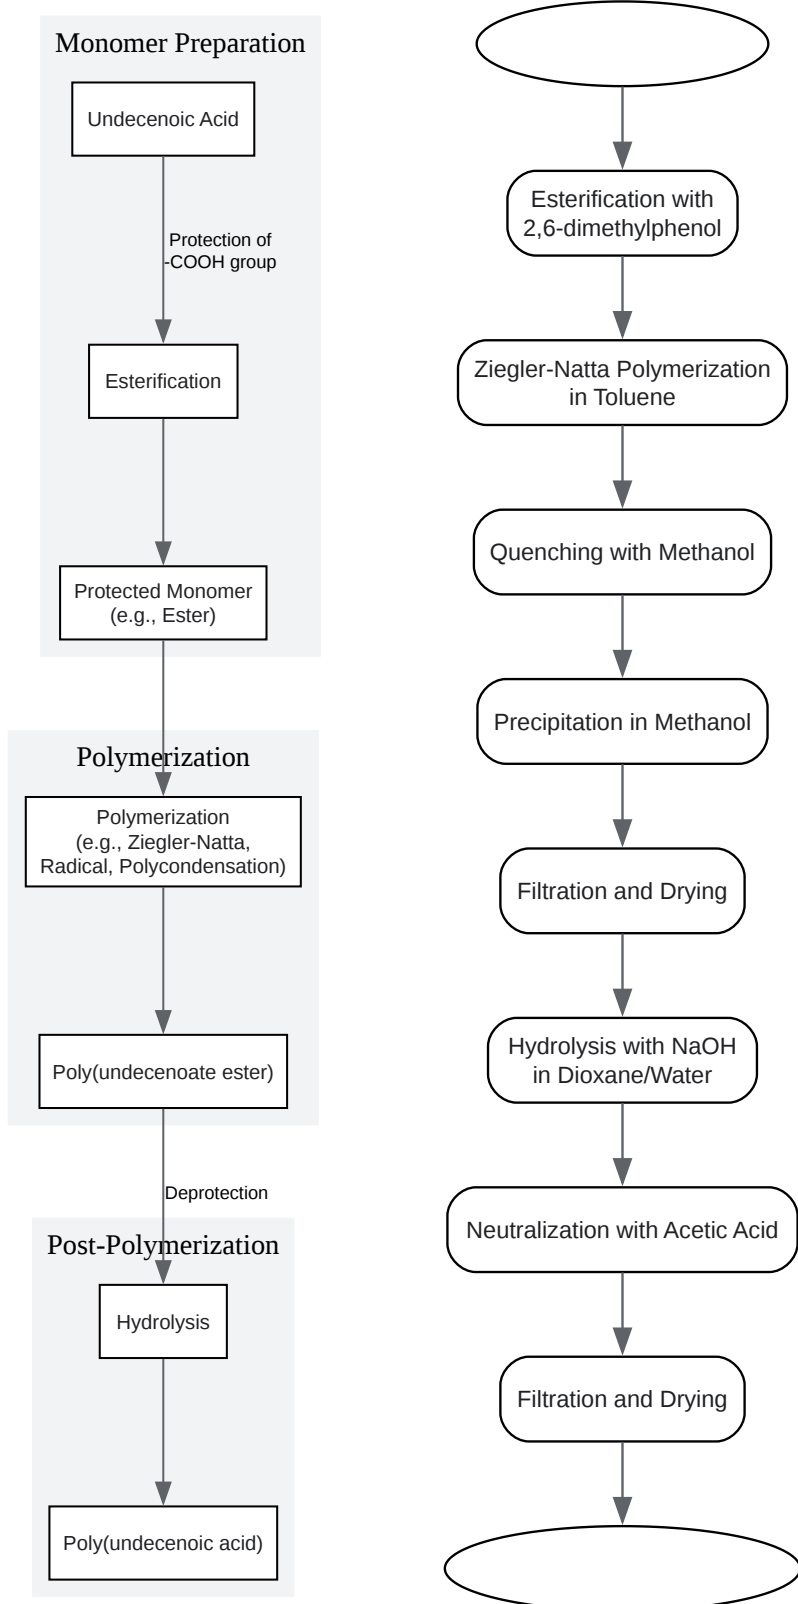 Monomer Preparation
Undecenoic Acid
Protection of
-COOH group
Esterification
Protected Monomer
(e.g., Ester)
Polymerization
Polymerization
(e.g., Ziegler-Natta,
Radical, Polycondensation)
Poly(undecenoate ester)
Deprotection
Post-Polymerization
Hydrolysis
Poly(undecenoic acid)
Esterification with
2,6-dimethylphenol
Ziegler-Natta Polymerization
in Toluene
Quenching with Methanol
Precipitation in Methanol
Filtration and Drying
Hydrolysis with NaOH
in Dioxane/Water
Neutralization with Acetic Acid
Filtration and Drying